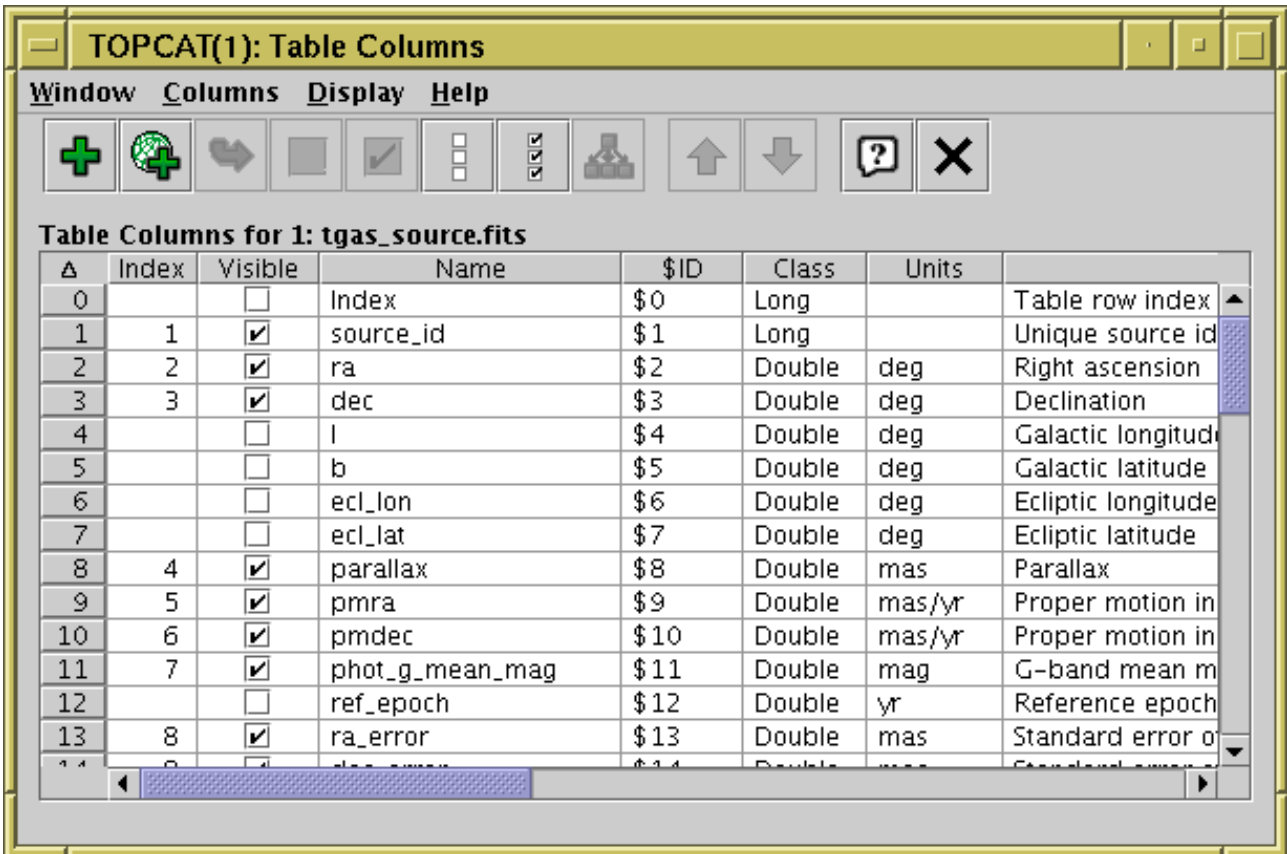 TOPCAT(1): Table Columns
Window Columns Display Help
Table Columns for 1: tgas_source.fits
Δ Index Visible Name $ID Class Units
0 Index $0 Long Table row index
1 1 source_id $1 Long Unique source id
2 2 ra $2 Double deg Right ascension
3 3 dec $3 Double deg Declination
4 l $4 Double deg Galactic longitud
5 b $5 Double deg Galactic latitude
6 ecl_lon $6 Double deg Ecliptic longitude
7 ecl_lat $7 Double deg Ecliptic latitude
8 4 parallax $8 Double mas Parallax
9 5 pmra $9 Double mas/yr Proper motion in
10 6 pmdec $10 Double mas/yr Proper motion in
11 7 phot_g_mean_mag $11 Double mag G-band mean m
12 ref_epoch $12 Double yr Reference epoch
13 8 ra_error $13 Double mas Standard error o